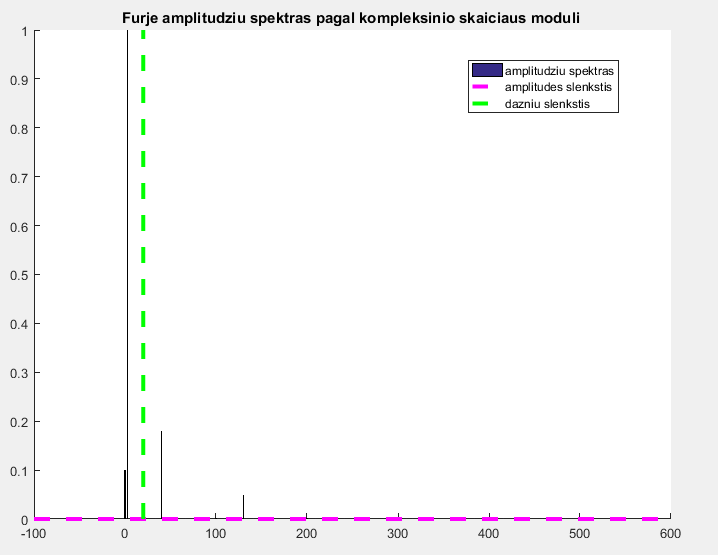 Furje amplitudziu spektras pagal kompleksinio skaiciaus moduli
1
0.9
0.8
0.7
0.6
0.5
0.4
0.3
0.2
0.1
0
amplitudziu spektras
amplitudes slenkstis
dazniu slenkstis
-100 0 100 200 300 400 500 600